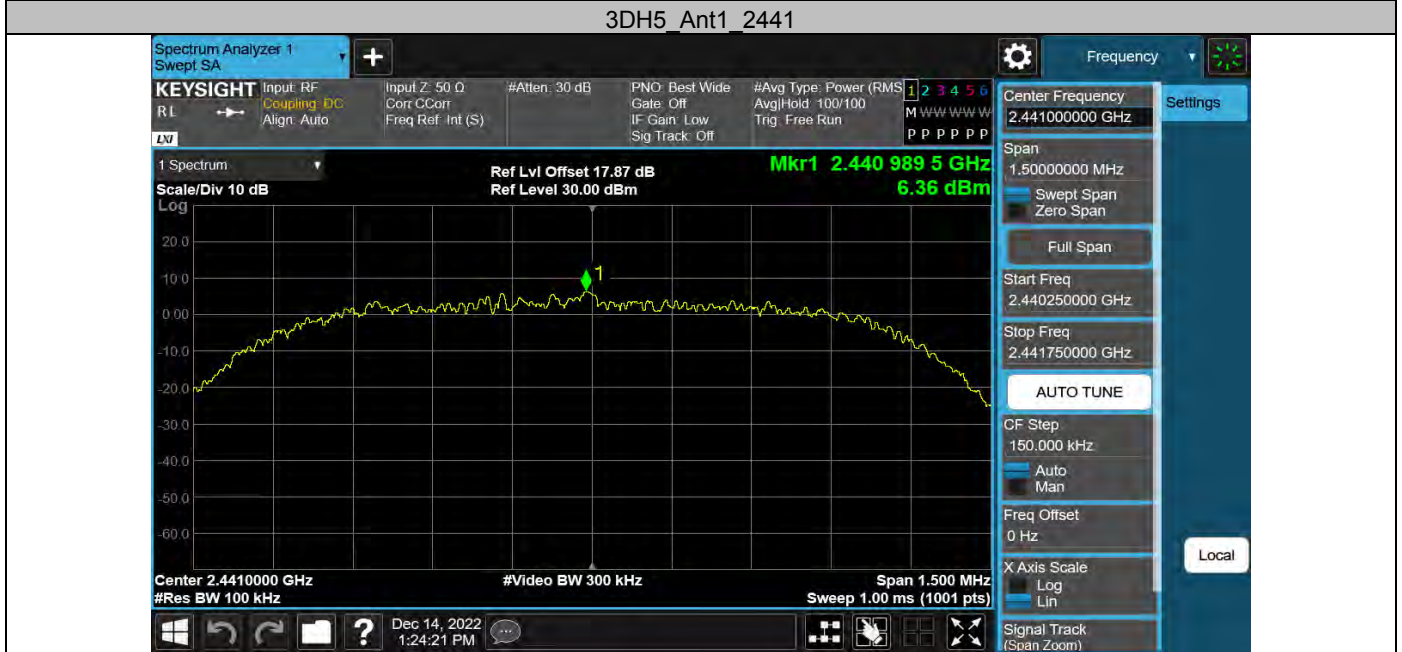 3DH5_Ant1_2441
Spectrum Analyzer 1
Swept SA
Frequency
KEYSIGHT
RL
LXI
Input: RF
Coupling: DC
Align: Auto
Input Z: 50 Ω
Corr CCorr
Freq Ref: Int (S)
#Atten: 30 dB
PNO: Best Wide
Gate: Off
IF Gain: Low
Sig Track: Off
#Avg Type: Power (RMS
Avg|Hold: 100/100
Trig: Free Run
1 2 3 4 5 6
M W W W W W
P P P P P P
Center Frequency
2.441000000 GHz
Settings
1 Spectrum
Scale/Div 10 dB
Log
Ref Lvl Offset 17.87 dB
Ref Level 30.00 dBm
Mkr1 2.440 989 5 GHz
6.36 dBm
Span
1.50000000 MHz
Swept Span
Zero Span
Full Span
Start Freq
2.440250000 GHz
Stop Freq
2.441750000 GHz
AUTO TUNE
CF Step
150.000 kHz
Auto
Man
Freq Offset
0 Hz
X Axis Scale
Log
Lin
Signal Track
(Span Zoom)
Local
20.0
10.0
1
0.00
-10.0
-20.0
-30.0
-40.0
-50.0
-60.0
Center 2.4410000 GHz
#Video BW 300 kHz
Span 1.500 MHz
#Res BW 100 kHz
Sweep 1.00 ms (1001 pts)
?
Dec 14, 2022
1:24:21 PM